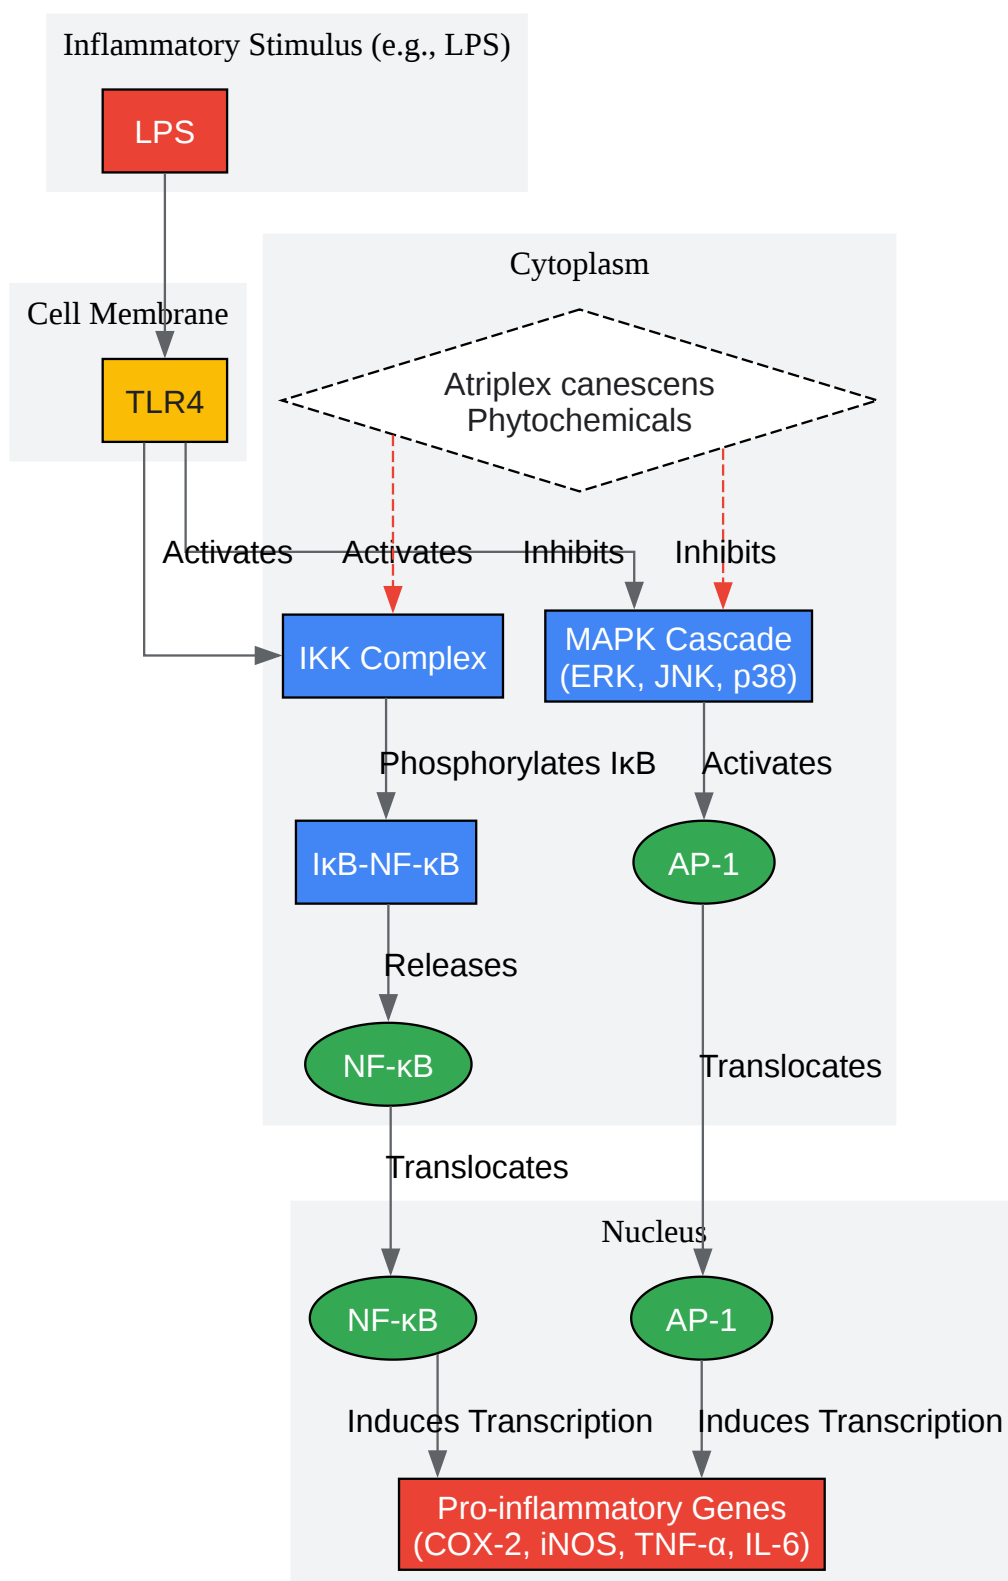 Inflammatory Stimulus (e.g., LPS)
LPS
Cytoplasm
Cell Membrane
TLR4
Atriplex canescens
Phytochemicals
Activates
Activates
Inhibits
Inhibits
IKK Complex
MAPK Cascade
(ERK, JNK, p38)
Phosphorylates IκB
Activates
IκB-NF-κB
AP-1
Releases
NF-κB
Translocates
Translocates
Nucleus
NF-κB
AP-1
Induces Transcription
Induces Transcription
Pro-inflammatory Genes
(COX-2, iNOS, TNF-α, IL-6)